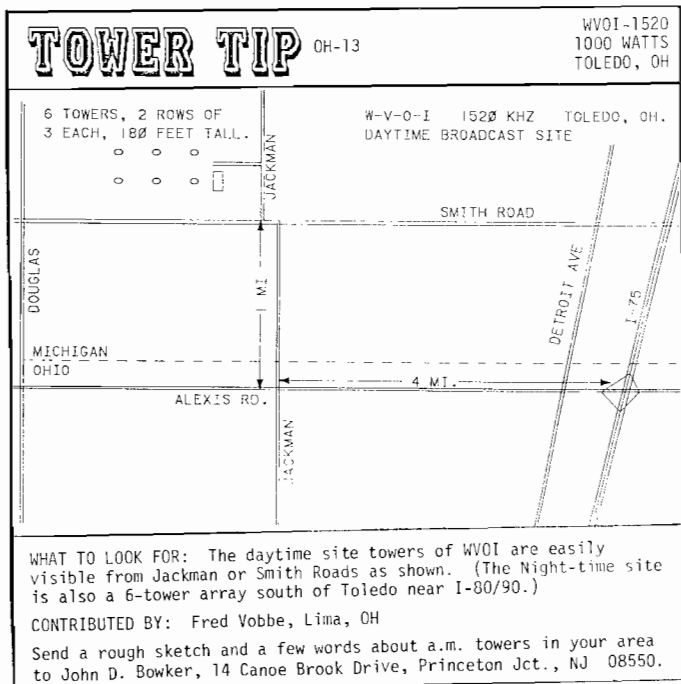 TOWER TIP OH-13
WVOI-1520
1000 WATTS
TOLEDO, OH
6 TOWERS, 2 ROWS OF
3 EACH, 180 FEET TALL.
W-V-O-I 1520 KHZ TOLEDO, OH.
DAYTIME BROADCAST SITE
JACKMAN
SMITH ROAD
DOUGLAS
1 MI
DETROIT AVE
I-75
MICHIGAN
OHIO
4 MI.
ALEXIS RD.
JACKMAN
WHAT TO LOOK FOR: The daytime site towers of WVOI are easily
visible from Jackman or Smith Roads as shown. (The Night-time site
is also a 6-tower array south of Toledo near I-80/90.)
CONTRIBUTED BY: Fred Vobbe, Lima, OH
Send a rough sketch and a few words about a.m. towers in your area
to John D. Bowker, 14 Canoe Brook Drive, Princeton Jct., NJ 08550.